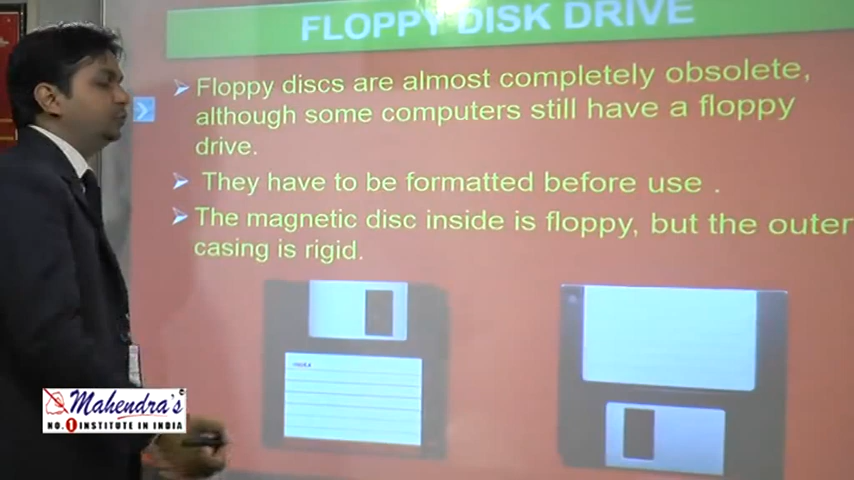 FLOPPY DISK DRIVE
Floppy discs are almost completely obsolete,
although some computers still have a floppy
drive.
They have to be formatted before use .
The magnetic disc inside is floppy, but the outer
casing is rigid.
Mahendra's
NO. 1 INSTITUTE IN INDIA